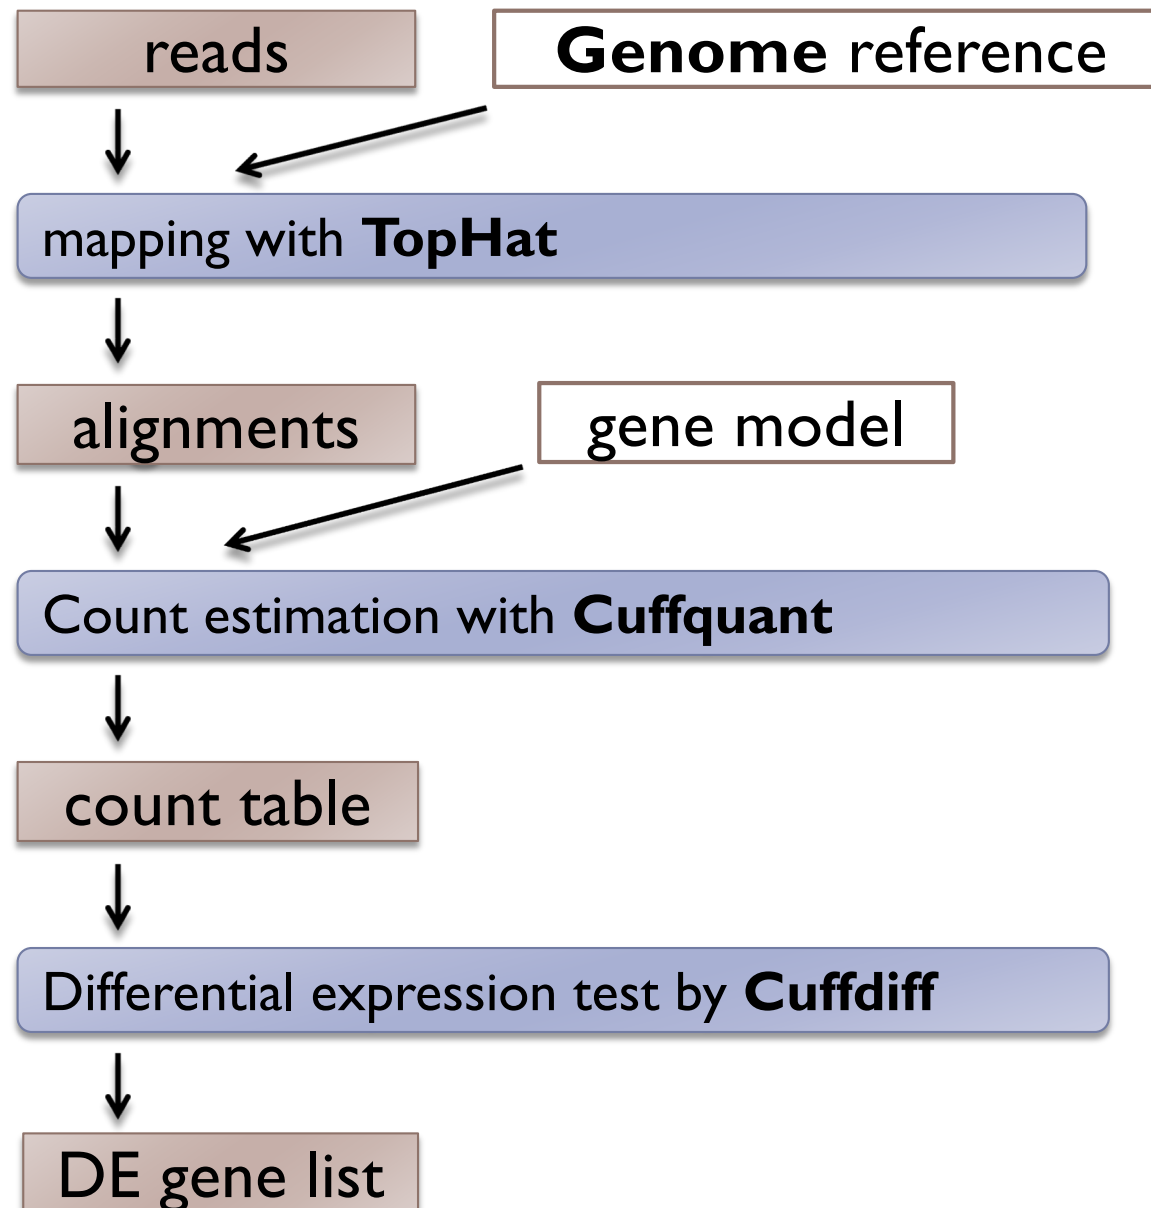 reads
Genome reference
mapping with TopHat
alignments
gene model
Count estimation with Cuffquant
count table
Differential expression test by Cuffdiff
DE gene list